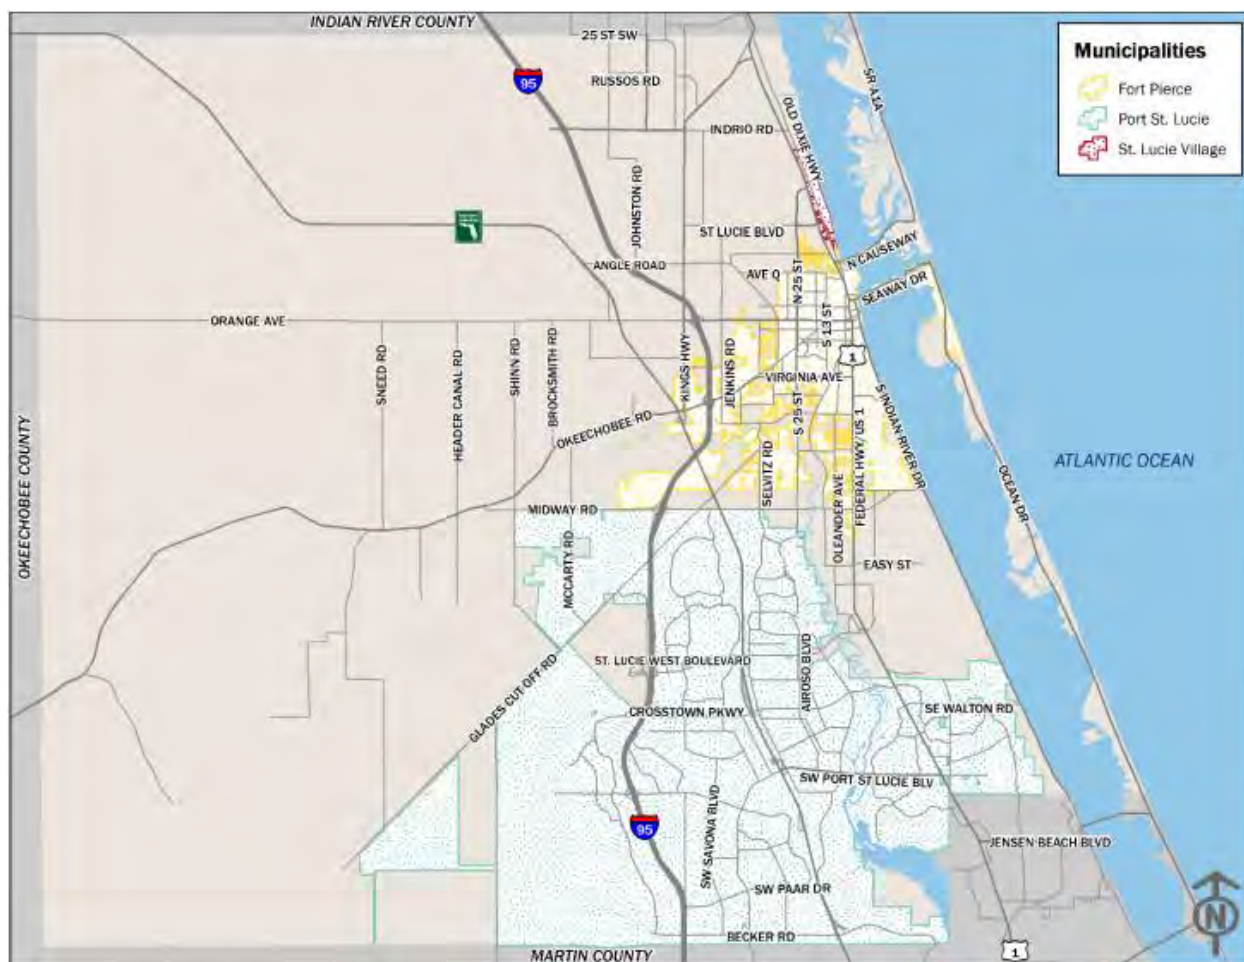 INDIAN RIVER COUNTY
25 ST SW
Municipalities
Fort Pierce
Port St. Lucie
St. Lucie Village
95
RUSSOS RD
SR A1A
OLD DIXIE HWY
INDRIO RD
JOHNSTON RD
ST LUCIE BLVD
N CAUSEWAY
ANGLE ROAD
AVE Q
N 25 ST
SEAWAY DR
ORANGE AVE
S 13 ST
SNEED RD
HEADER CANAL RD
SHINN RD
BROCKSMITH RD
KINGS HWY
JENKINS RD
1
VIRGINIA AVE
OKEECHOBEE RD
S 25 ST
S INDIAN RIVER DR
FEDERAL HWY/ US 1
ATLANTIC OCEAN
OKEECHOBEE COUNTY
SELVITZ RD
OCEAN DR
MIDWAY RD
OLEANDER AVE
MCCARTY RD
EASY ST
GLADES CUT OFF RD
ST. LUCIE WEST BOULEVARD
AIROSO BLVD
CROSSTOWN PKWY
SE WALTON RD
SW PORT ST LUCIE BLV
95
SW SAVONA BLVD
JENSEN BEACH BLVD
SW PAAR DR
BECKER RD
MARTIN COUNTY
1
N